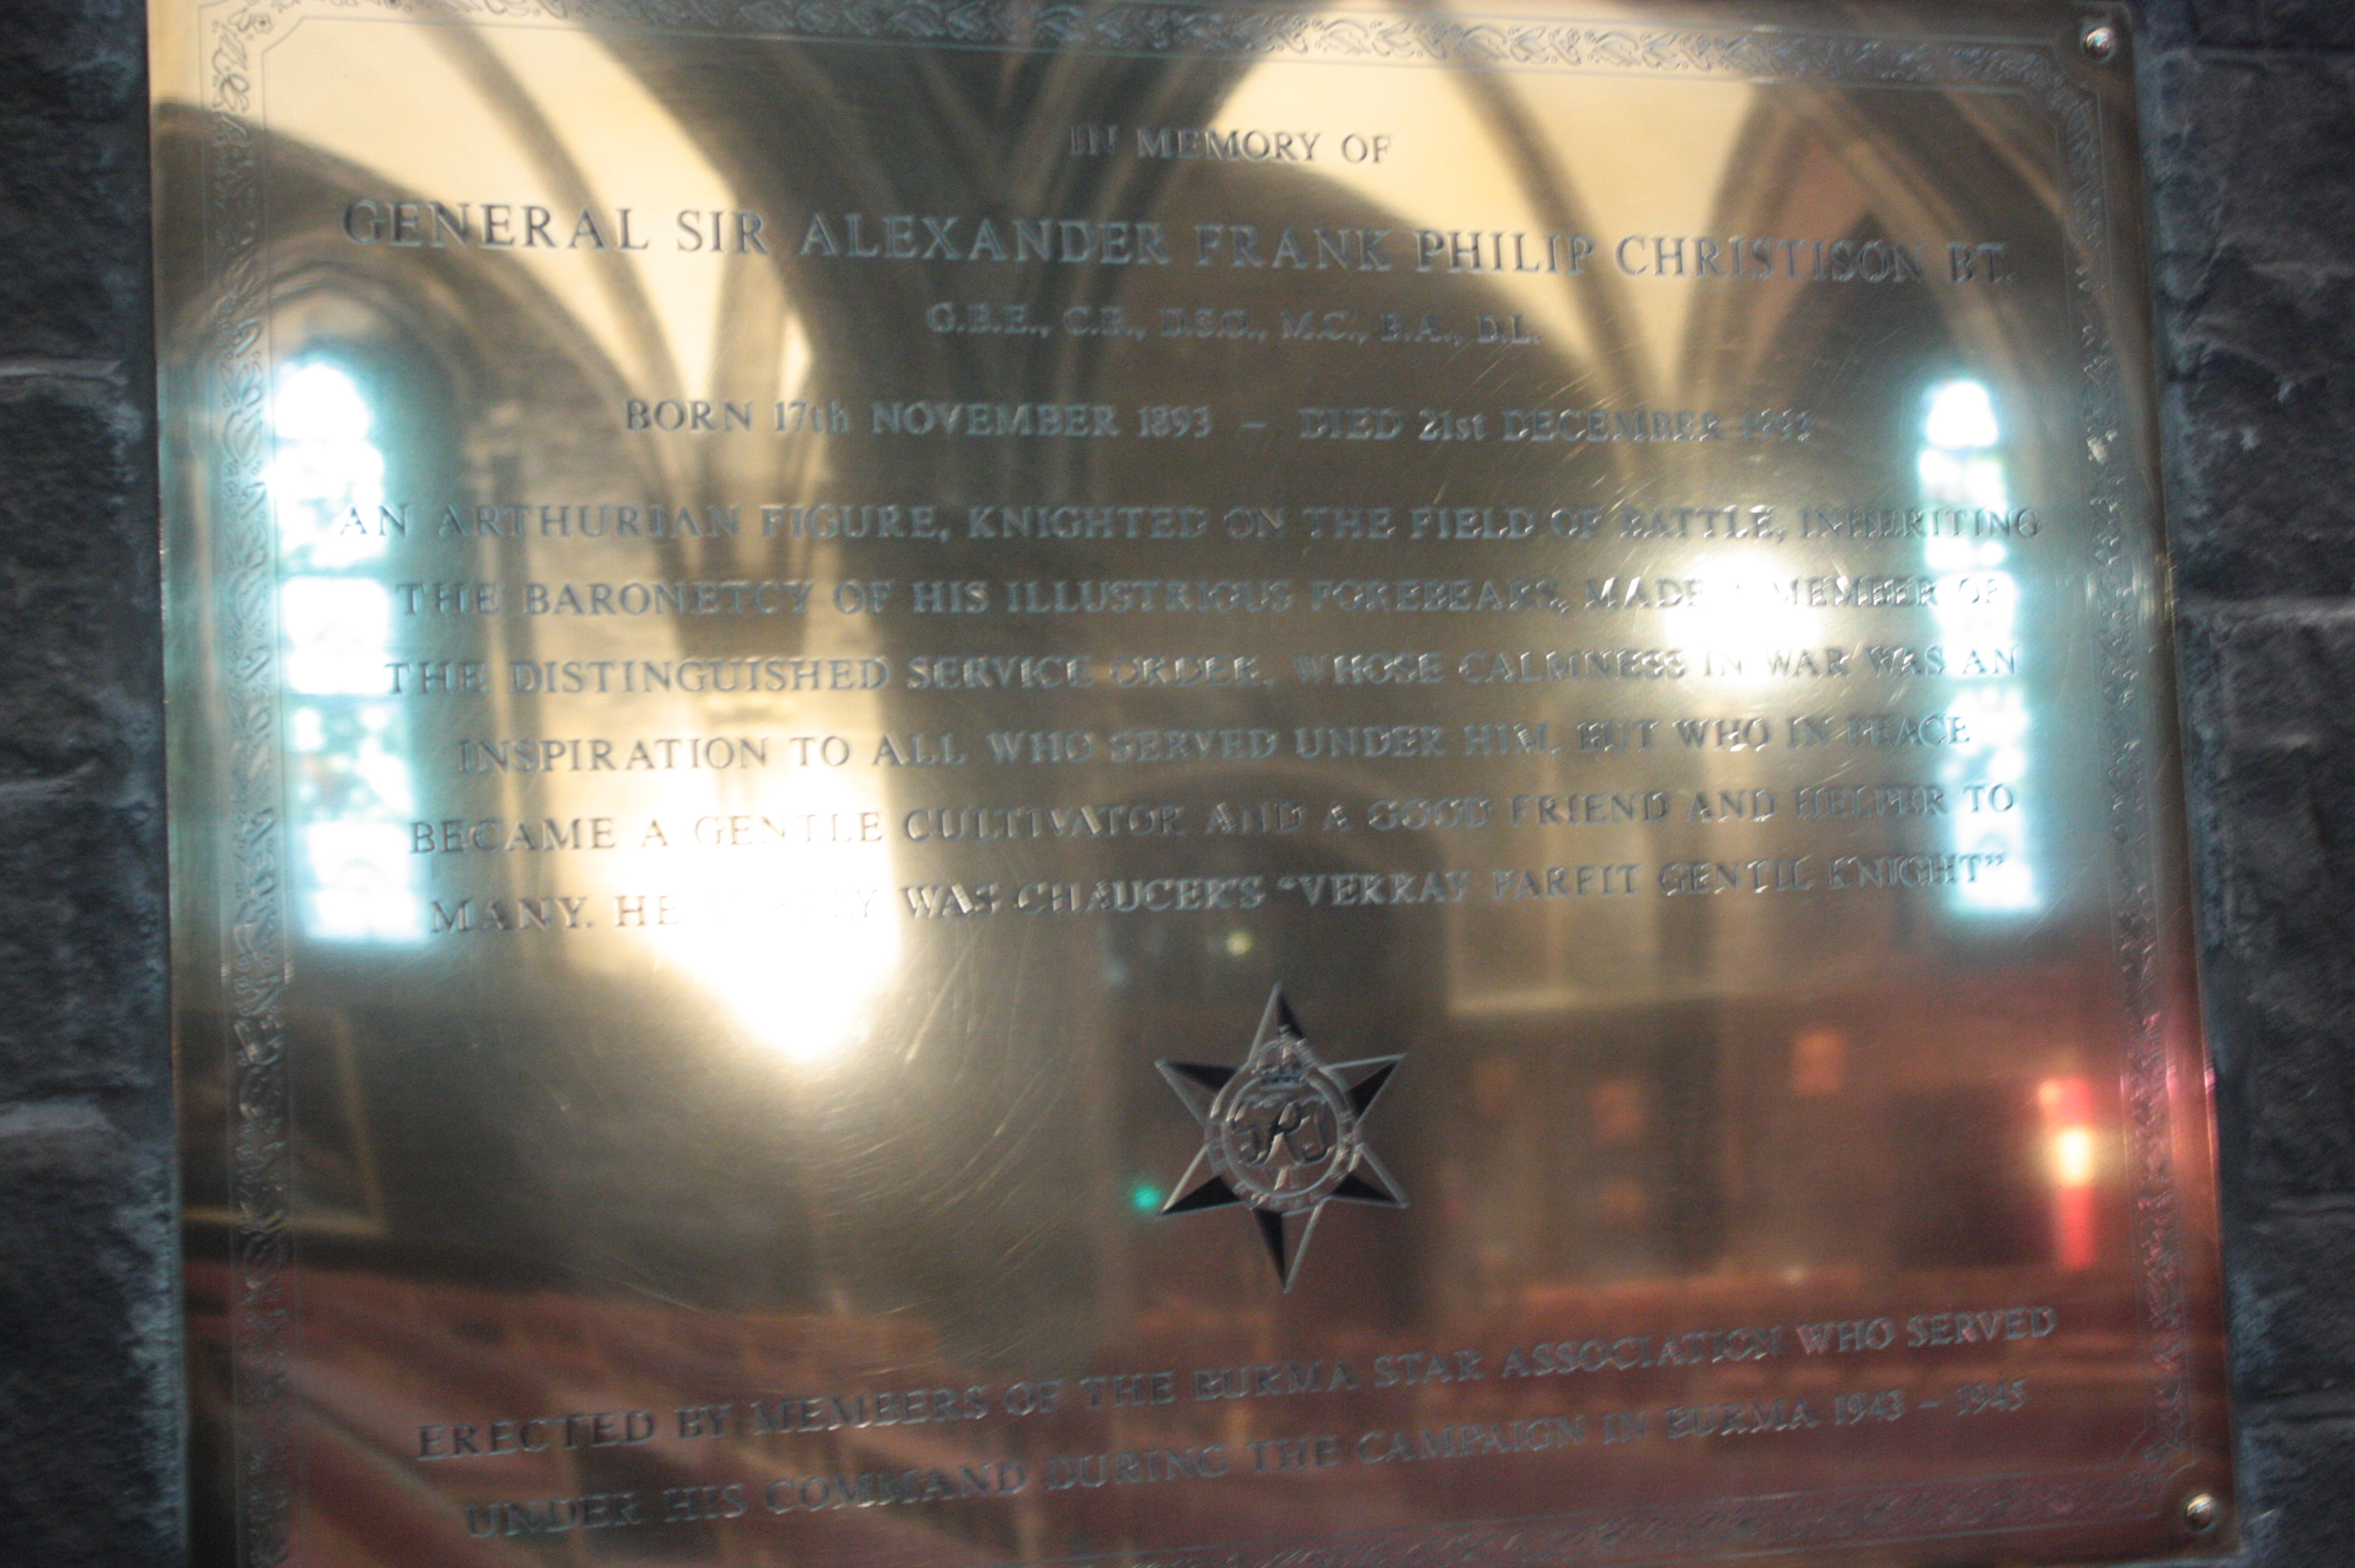 IN MEMORY OF
GENERAL SIR ALEXANDER FRANK PHILIP CHRISTISON BT.
G.B.E., C.B., D.S.O., M.C., B.A., D.L.
BORN 17th NOVEMBER 1893 – DIED 21st DECEMBER
AN ARTHURIAN FIGURE, KNIGHTED ON THE FIELD OF BATTLE, INHERITING
THE BARONETCY OF HIS ILLUSTRIOUS FOREBEARS, MADE A MEMBER OF
THE DISTINGUISHED SERVICE ORDER, WHOSE CALMNESS IN WAR WAS AN
INSPIRATION TO ALL WHO SERVED UNDER HIM, BUT WHO IN PEACE
BECAME A GENTLE CULTIVATOR AND A GOOD FRIEND AND HELPER TO
MANY. HE WAS CHAUCER'S “VERRAY PARFIT GENTIL KNIGHT”
GRI
ERECTED BY MEMBERS OF THE BURMA STAR ASSOCIATION WHO SERVED
UNDER HIS COMMAND DURING THE CAMPAIGN IN BURMA 1943 – 1945